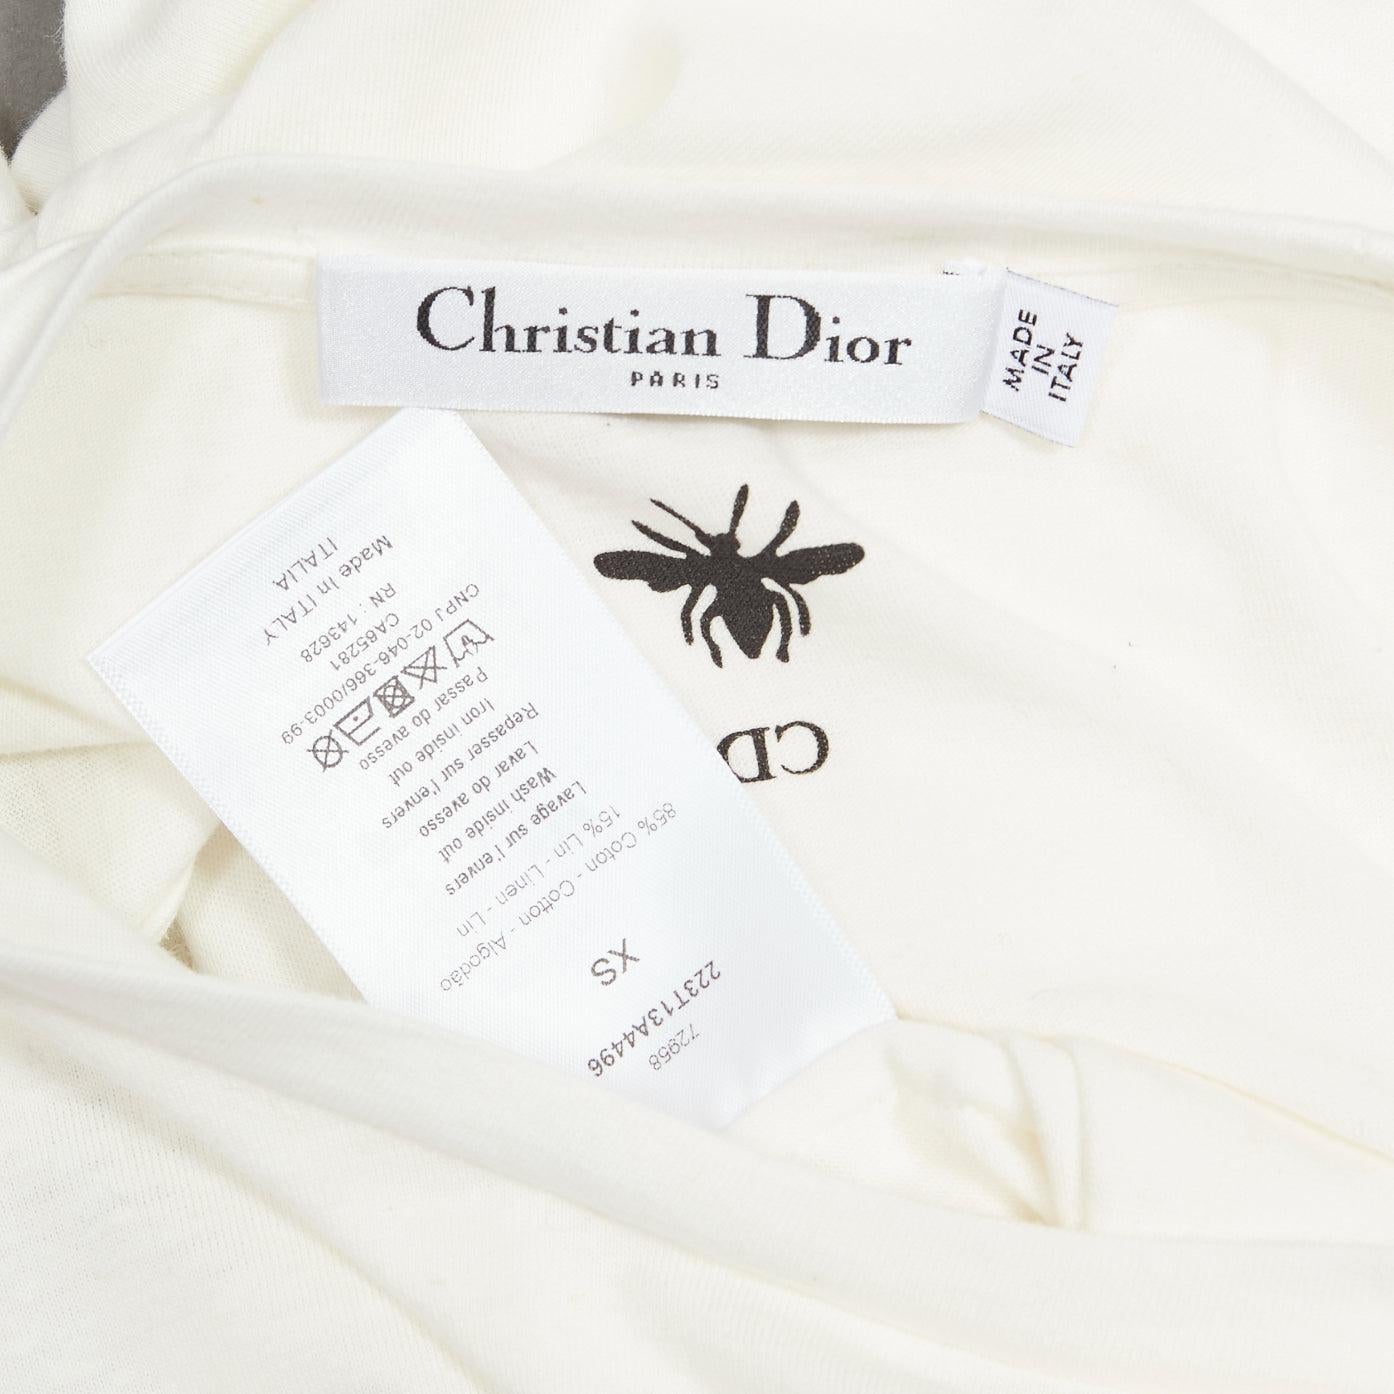 Christian Dior
PARIS
MADE
IN
ITALY
CD
72958
223T13A4496
XS
85% Coton - Cotton - Algodão
15% Lin - Linen - Lin
Lavage sur l'envers
Wash inside out
Lavar do avesso
Repasser sur l'envers
Iron inside out
Passar do avesso
CNPJ 02-046-366/0003-99
CA65281
RN : 143628
Made In ITALY
ITALIA